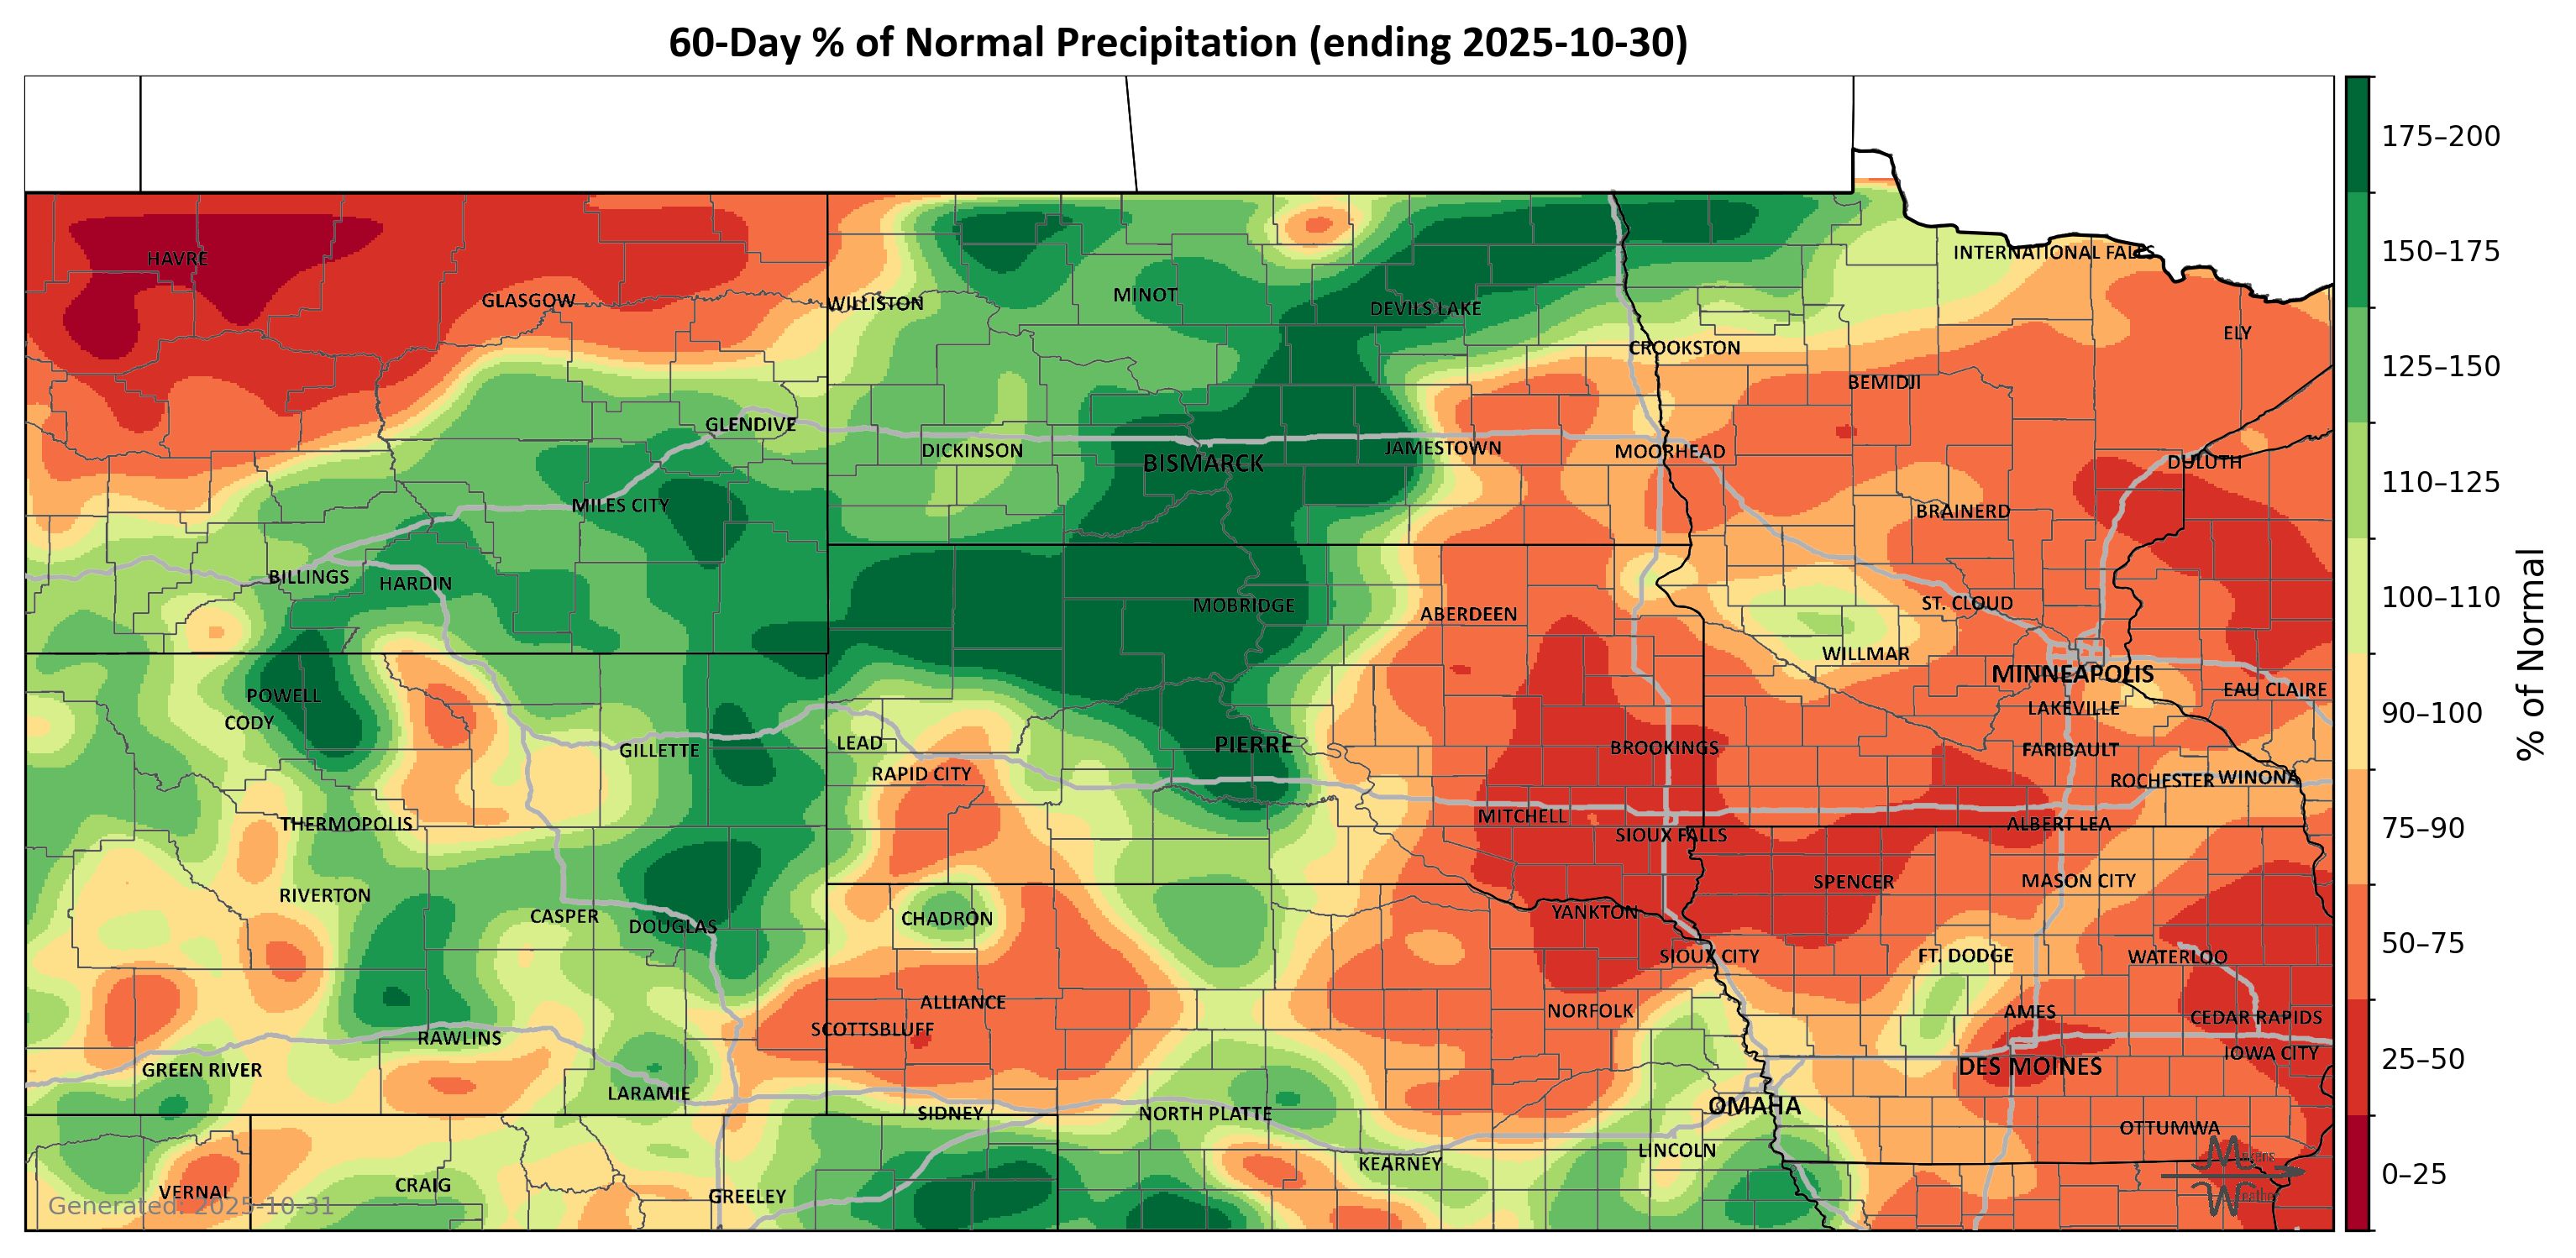 60-Day % of Normal Precipitation (ending 2025-10-30)
175–200
INTERNATIONAL FALLS
150–175
HAVRE
MINOT
GLASGOW
WILLISTON
DEVILS LAKE
ELY
CROOKSTON
125–150
BEMIDJI
GLENDIVE
DICKINSON
BISMARCK
JAMESTOWN
MOORHEAD
DULUTH
110–125
MILES CITY
BRAINERD
BILLINGS
HARDIN
MOBRIDGE
ABERDEEN
ST. CLOUD
100–110
WILLMAR
MINNEAPOLIS
EAU CLAIRE
% of Normal
POWELL
CODY
LAKEVILLE
90–100
GILLETTE
LEAD
PIERRE
BROOKINGS
FARIBAULT
RAPID CITY
ROCHESTER
WINONA
THERMOPOLIS
MITCHELL
SIOUX FALLS
ALBERT LEA
75–90
RIVERTON
SPENCER
MASON CITY
CASPER
DOUGLAS
CHADRON
YANKTON
SIOUX CITY
FT. DODGE
WATERLOO
50–75
ALLIANCE
NORFOLK
AMES
CEDAR RAPIDS
SCOTTSBLUFF
RAWLINS
IOWA CITY
25–50
GREEN RIVER
DES MOINES
LARAMIE
SIDNEY
NORTH PLATTE
OMAHA
OTTUMWA
LINCOLN
KEARNEY
0–25
VERNAL
CRAIG
GREELEY
Generated: 2025-10-31
Weather